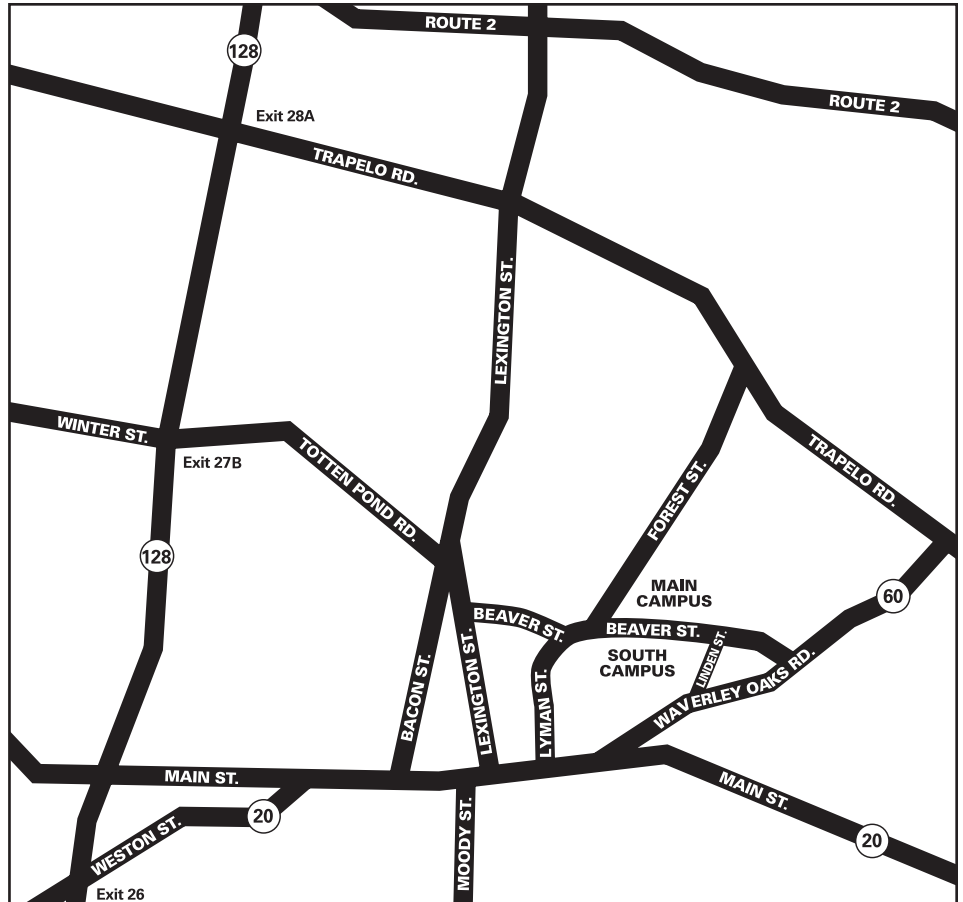 ROUTE 2
128
ROUTE 2
Exit 28A
TRAPELO RD.
LEXINGTON ST.
WINTER ST.
Exit 27B
TOTTEN POND RD.
TRAPELO RD.
FOREST ST.
128
MAIN
CAMPUS
60
BEAVER ST.
BEAVER ST.
LINDEN ST.
SOUTH
CAMPUS
BACON ST.
LEXINGTON ST.
LYMAN ST.
WAVERLEY OAKS RD.
MAIN ST.
MAIN ST.
20
WESTON ST.
MOODY ST.
20
Exit 26